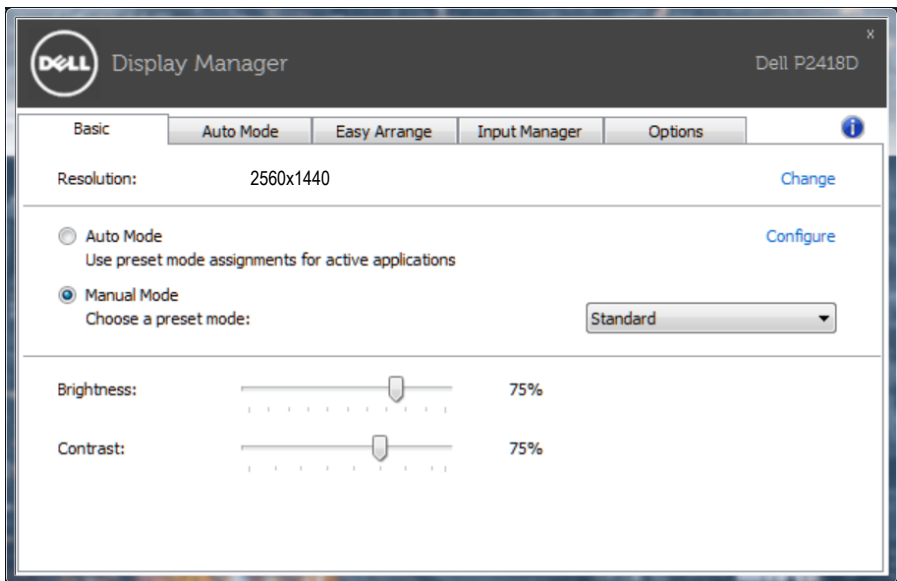 x
DELL Display Manager Dell P2418D
Basic Auto Mode Easy Arrange Input Manager Options i
Resolution: 2560x1440 Change
Auto Mode Configure
Use preset mode assignments for active applications
Manual Mode
Choose a preset mode: Standard
Brightness: 75%
Contrast: 75%